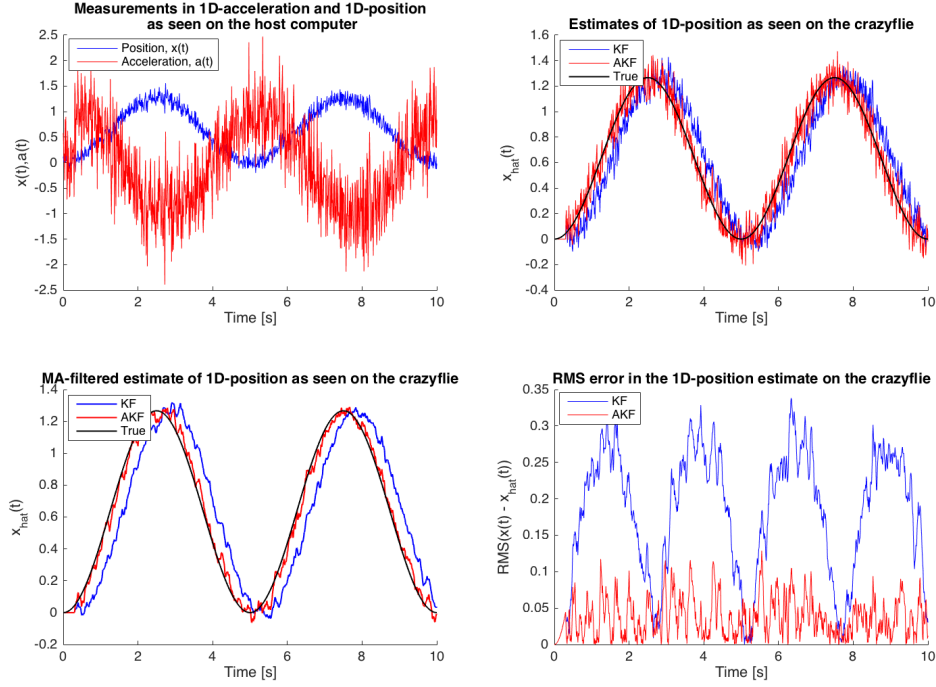 Measurements in 1D-acceleration and 1D-position
as seen on the host computer
2.5
2
1.5
1
0.5
0
-0.5
-1
-1.5
-2
-2.5
x(t),a(t)
Position, x(t)
Acceleration, a(t)
0 2 4 6 8 10
Time [s]
Estimates of 1D-position as seen on the crazyflie
1.6
1.4
1.2
1
0.8
0.6
0.4
0.2
0
-0.2
-0.4
x_hat(t)
KF
AKF
True
0 2 4 6 8 10
Time [s]
MA-filtered estimate of 1D-position as seen on the crazyflie
1.4
1.2
1
0.8
0.6
0.4
0.2
0
-0.2
x_hat(t)
KF
AKF
True
0 2 4 6 8 10
Time [s]
RMS error in the 1D-position estimate on the crazyflie
0.35
0.3
0.25
0.2
0.15
0.1
0.05
0
RMS(x(t) - x_hat(t))
KF
AKF
0 2 4 6 8 10
Time [s]